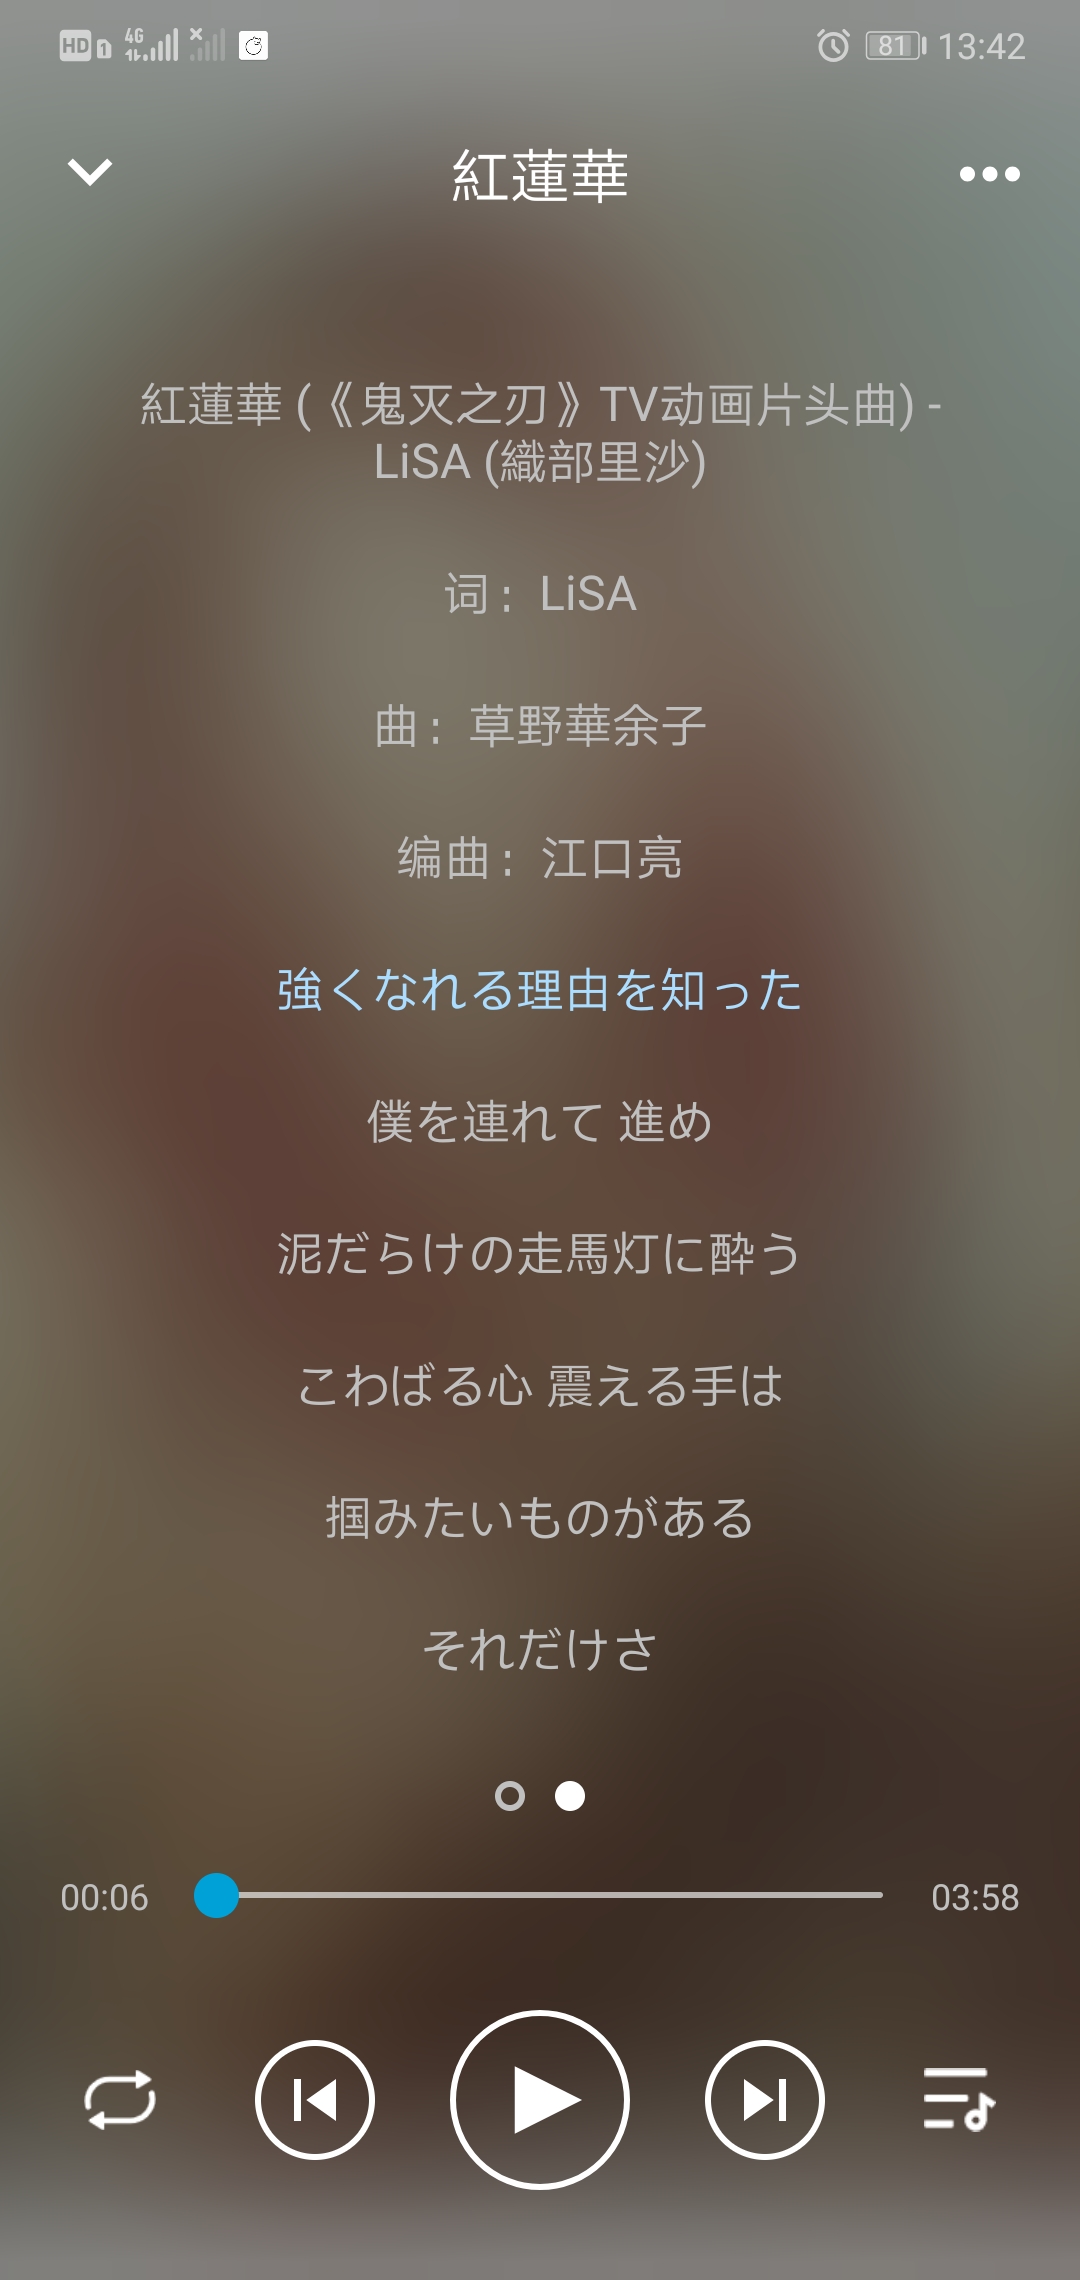 HD 1 4G 81 13:42
紅蓮華
紅蓮華 (《鬼灭之刃》TV动画片头曲) -
LiSA (織部里沙)
词： LiSA
曲： 草野華余子
编曲： 江口亮
強くなれる理由を知った
僕を連れて 進め
泥だらけの走馬灯に酔う
こわばる心 震える手は
掴みたいものがある
それだけさ
00:06 03:58